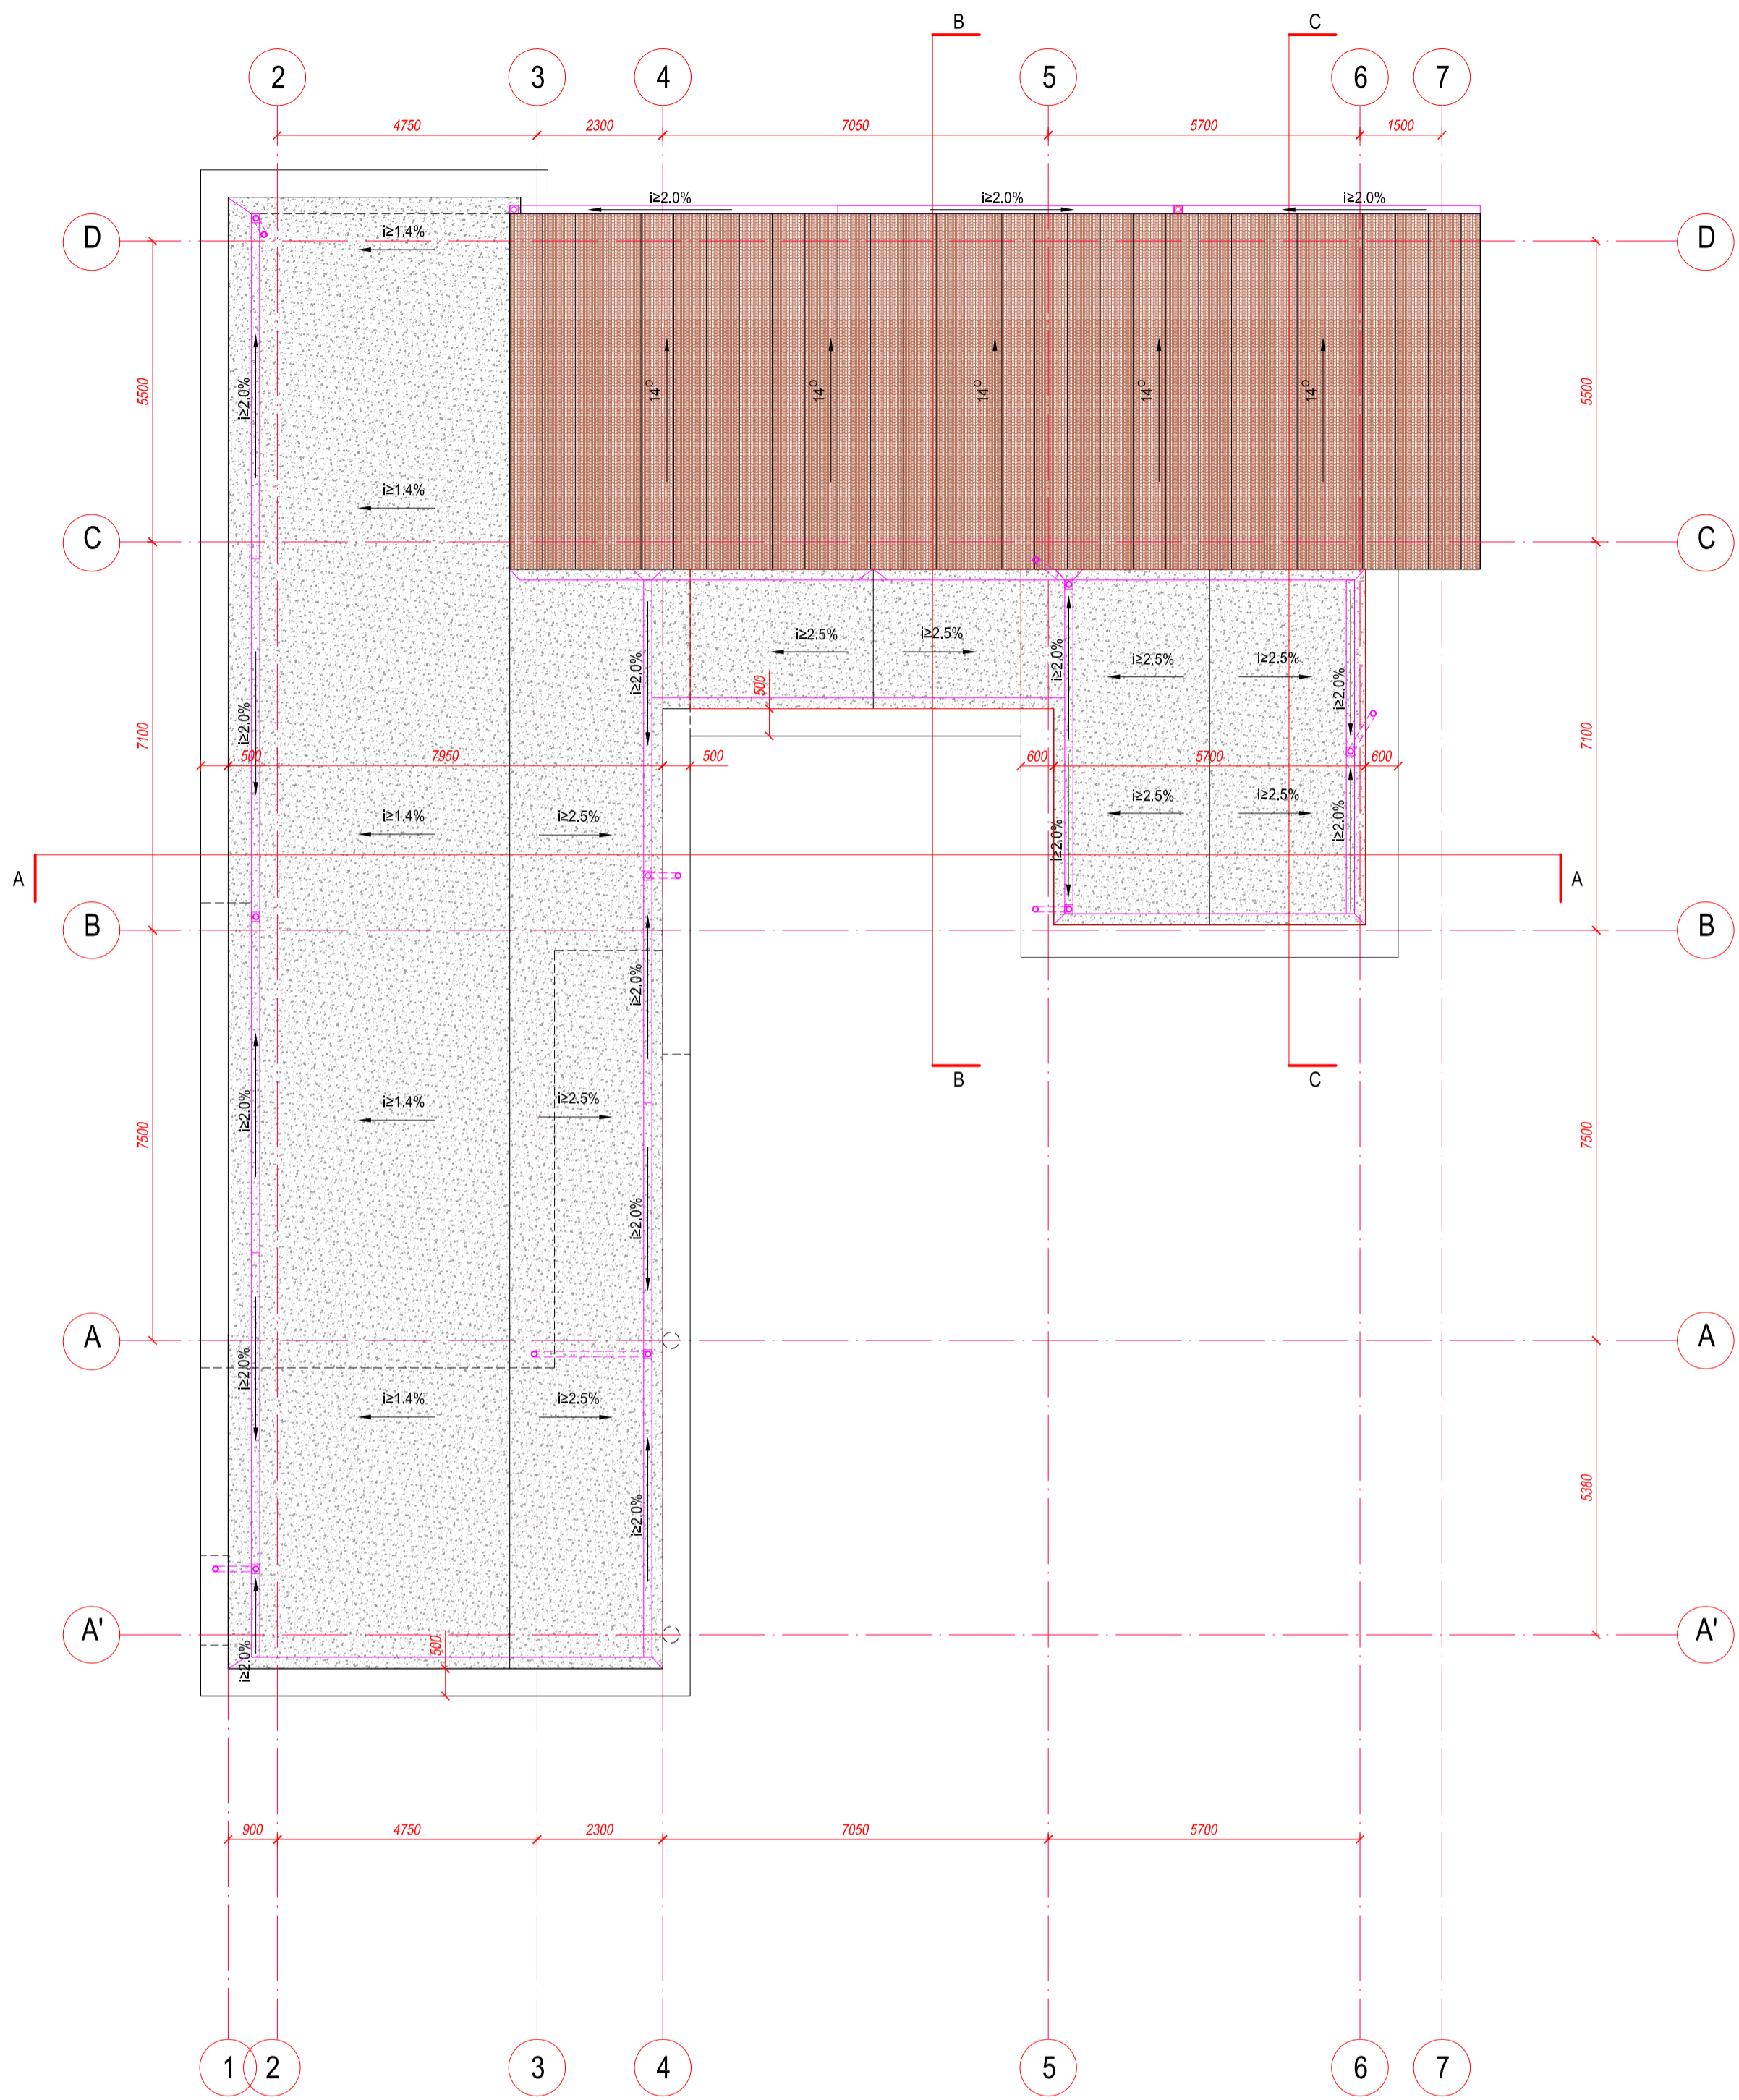 B C
2 3 4 5 6 7
4750 2300 7050 5700 1500
i≥2.0% i≥2.0% i≥2.0%
D i≥1.4% D
5500 i≥2.0% 14° 14° 14° 14° 14° 5500
i≥1.4%
C C
i≥2.5% i≥2.5% i≥2.5% i≥2.5%
i≥2.0% i≥2.0% i≥2.0%
500
7100 i≥2.0% 7100
500 7950 500 600 5700 600
i≥1.4% i≥2.5% i≥2.5% i≥2.5%
i≥2.0% i≥2.0%
A A
B B
i≥2.0%
B C
i≥2.0% i≥1.4% i≥2.5%
7500 7500
i≥2.0%
A A
i≥2.0% i≥1.4% i≥2.5%
5380
i≥2.0%
A' A'
i≥2.0% 500
900 4750 2300 7050 5700
1 2 3 4 5 6 7